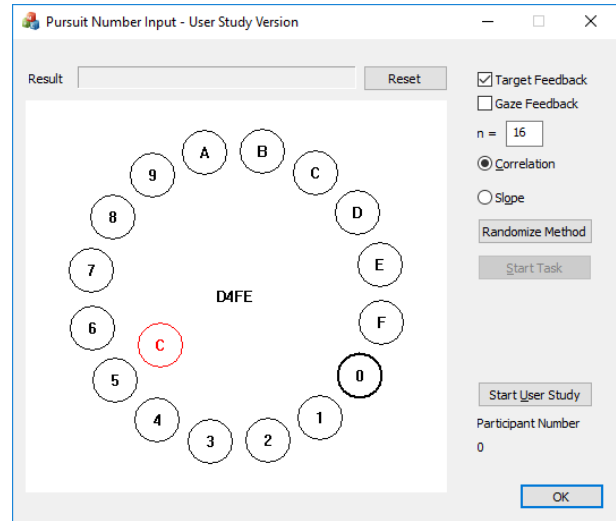 Pursuit Number Input - User Study Version
Result
Reset
Target Feedback
Gaze Feedback
n = 16
Correlation
Slope
Randomize Method
Start Task
A
B
9
C
8
D
7
E
D4FE
6
F
C
5
0
4
1
3
2
Start User Study
Participant Number
0
OK